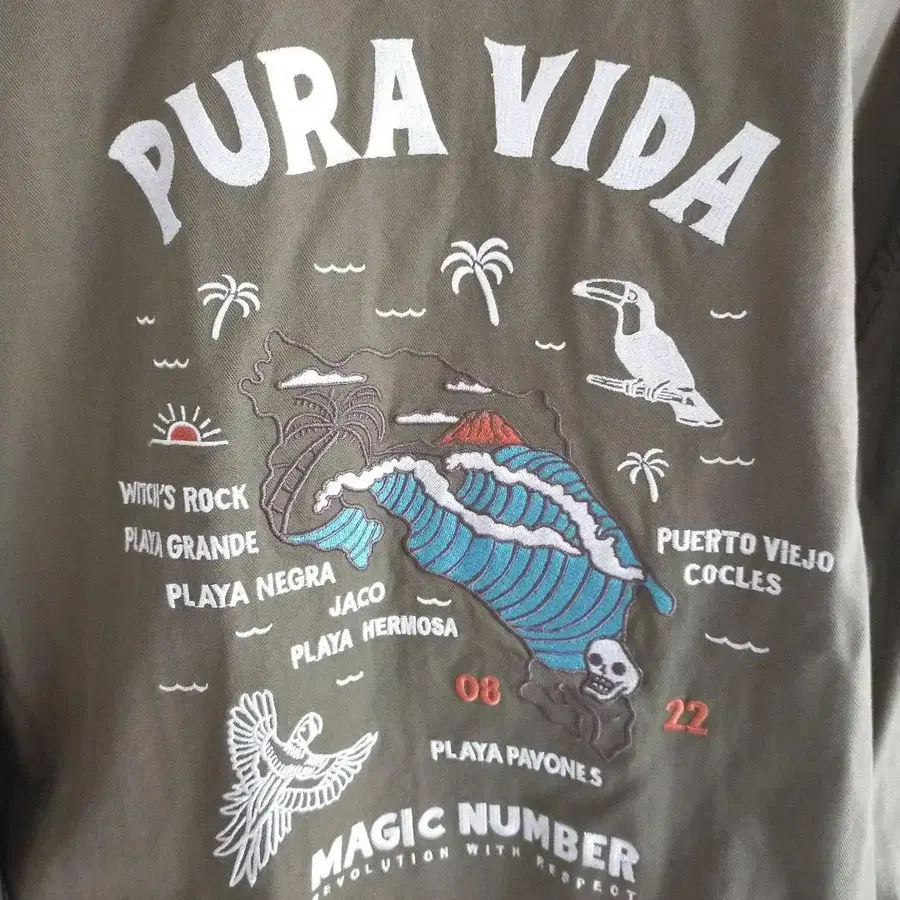 PURA VIDA
WITCH'S ROCK
PLAYA GRANDE
PLAYA NEGRA
JACO
PLAYA HERMOSA
PUERTO VIEJO
COCLES
08 22
PLAYA PAVONES
MAGIC NUMBER
REVOLUTION WITH RESPECT